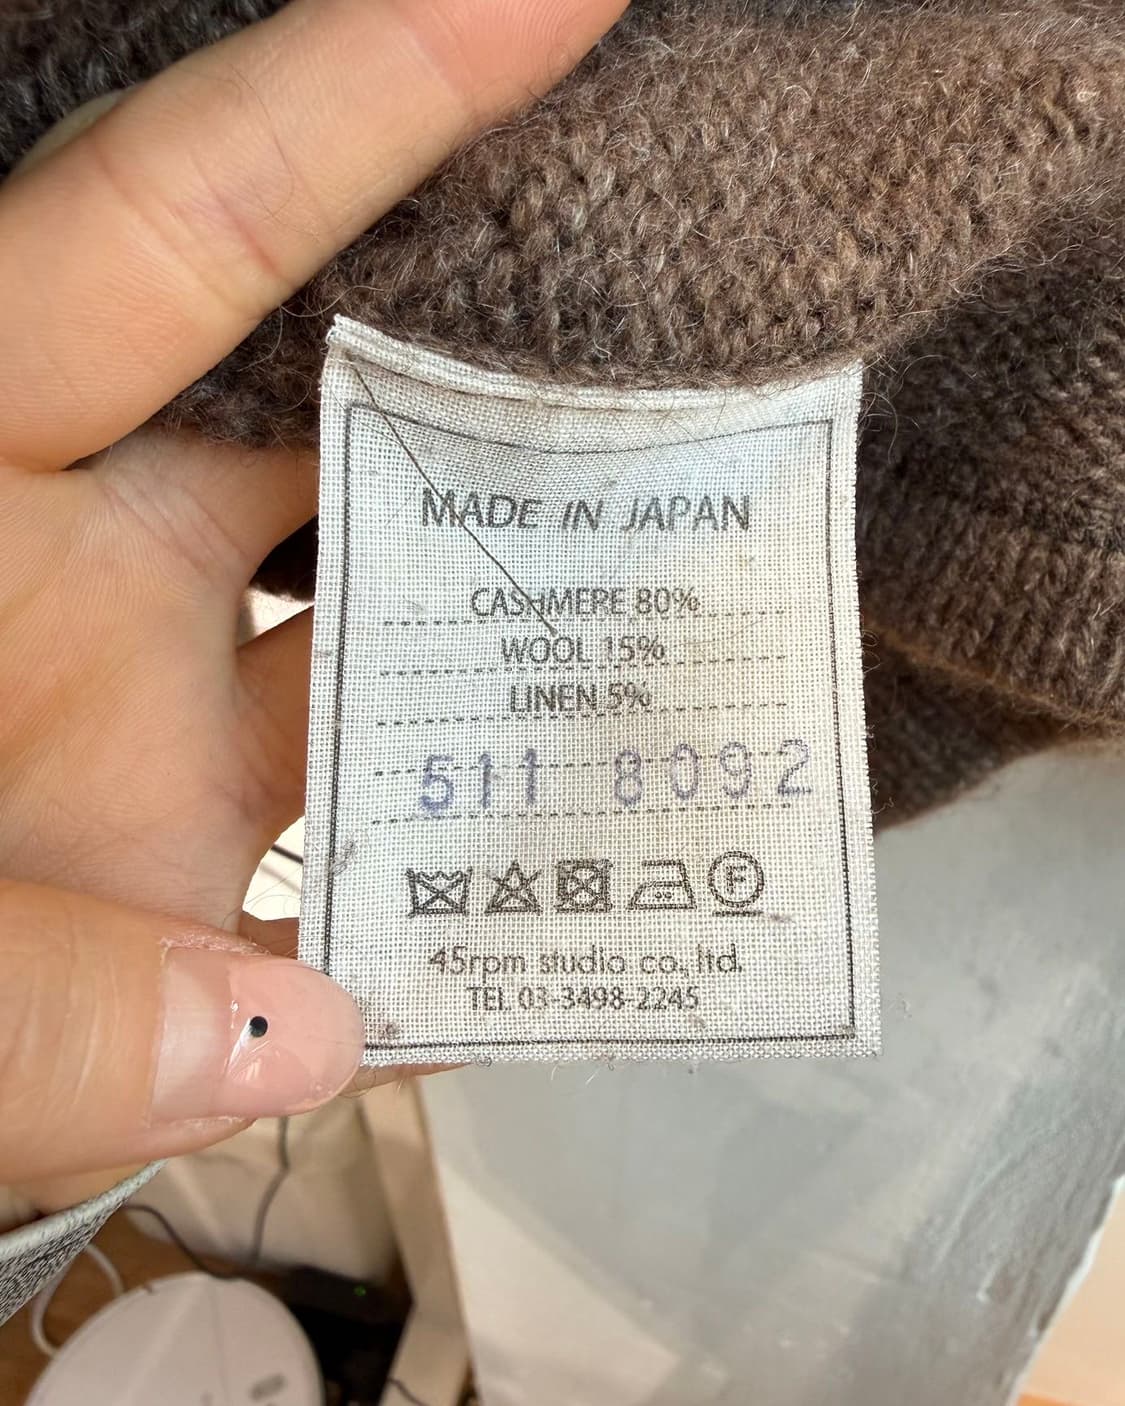 MADE IN JAPAN
CASHMERE 80%
WOOL 15%
LINEN 5%
511 8092
F
45rpm studio co., ltd.
TEL 03-3498-2245